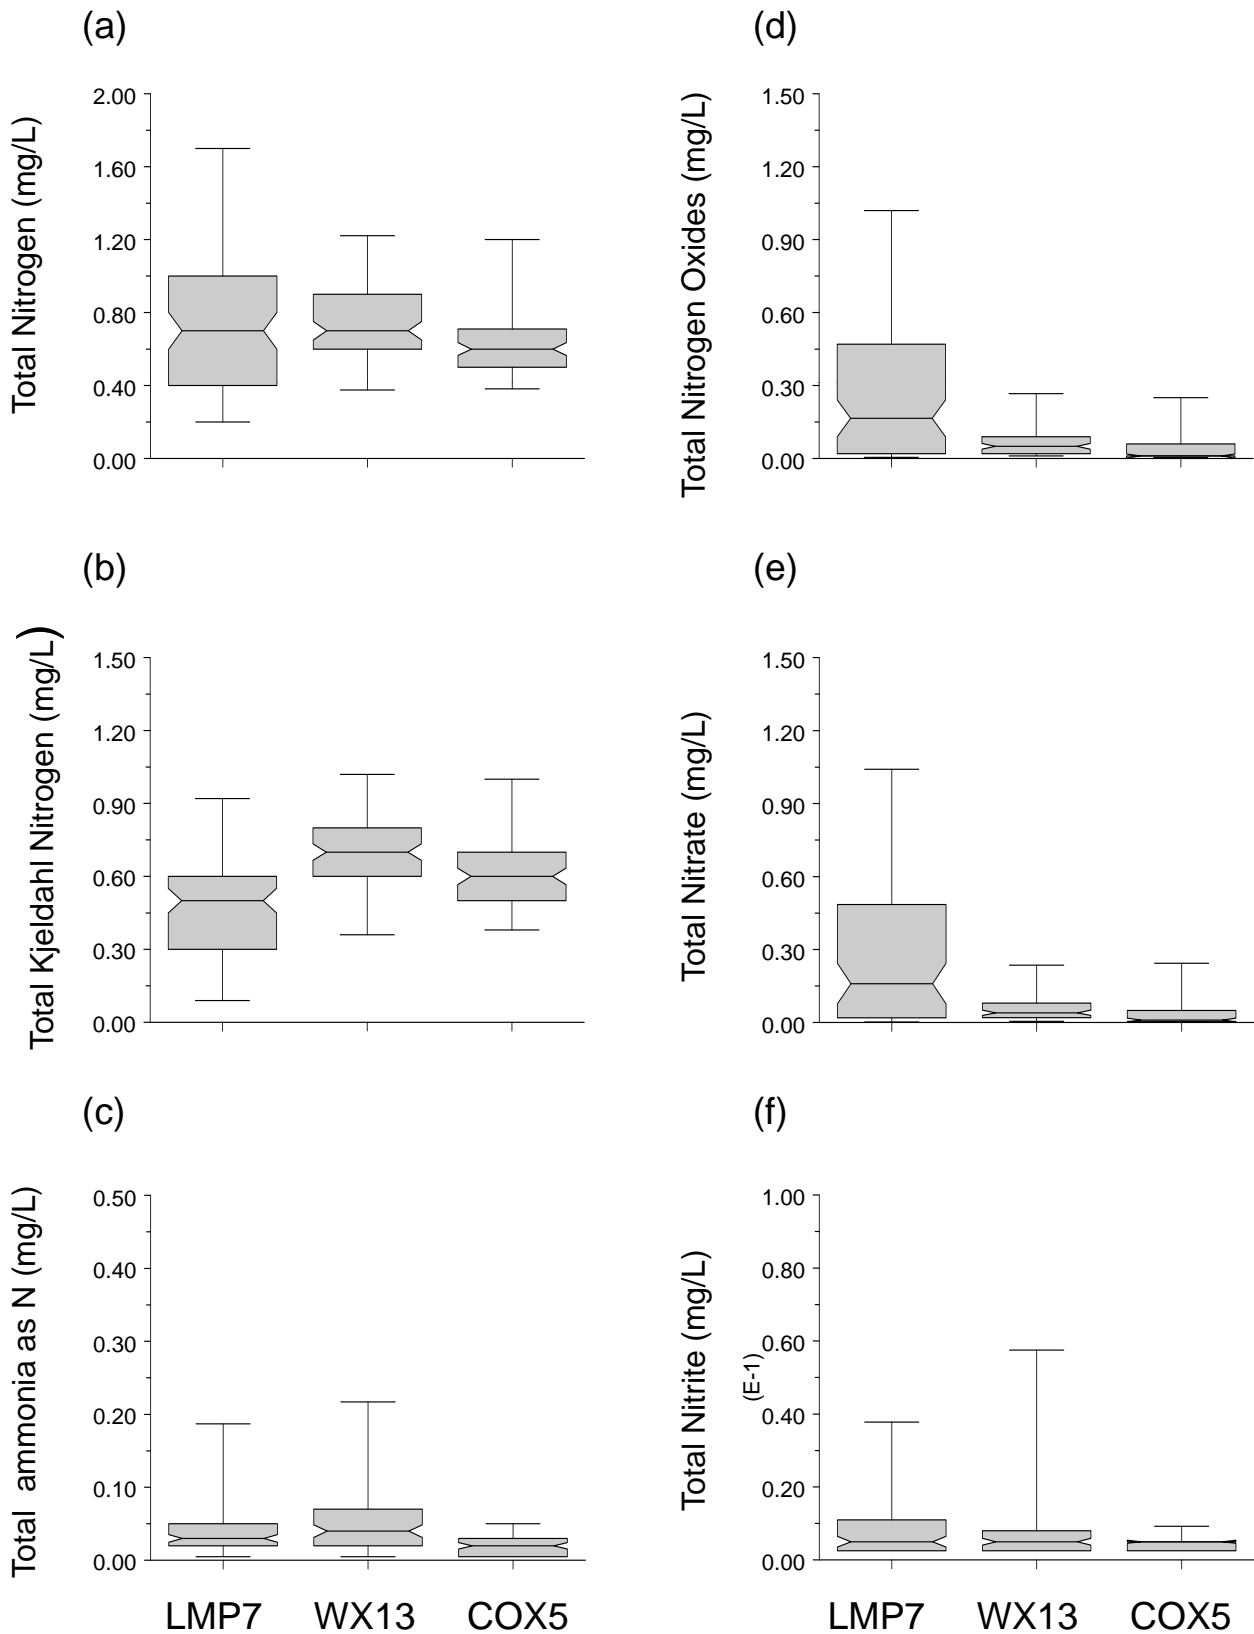 (a)
Total Nitrogen (mg/L)
2.00
1.60
1.20
0.80
0.40
0.00
(b)
Total Kjeldahl Nitrogen (mg/L)
1.50
1.20
0.90
0.60
0.30
0.00
(c)
Total ammonia as N (mg/L)
0.50
0.40
0.30
0.20
0.10
0.00
LMP7 WX13 COX5
(d)
Total Nitrogen Oxides (mg/L)
1.50
1.20
0.90
0.60
0.30
0.00
(e)
Total Nitrate (mg/L)
1.50
1.20
0.90
0.60
0.30
0.00
(f)
Total Nitrite (mg/L)
(E-1)
1.00
0.80
0.60
0.40
0.20
0.00
LMP7 WX13 COX5